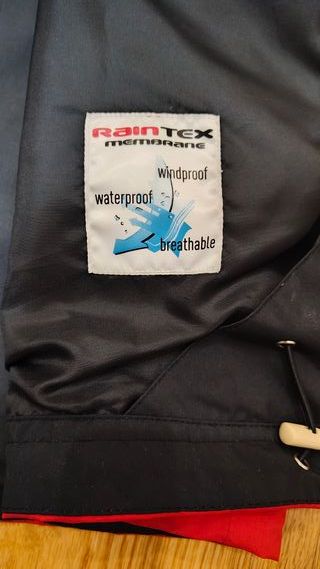 RainTEX
MEMBRANE
windproof
waterproof
breathable